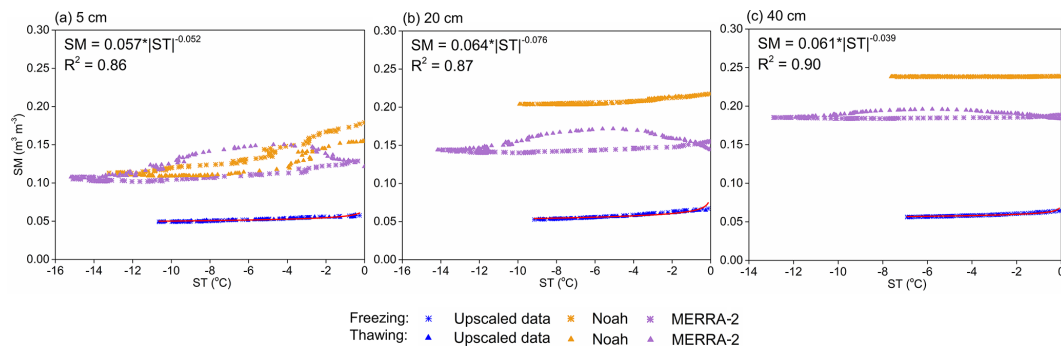 (a) 5 cm
SM = 0.057*|ST|^-0.052
R² = 0.86
0.30
0.25
0.20
0.15
0.10
0.05
0.00
SM (m³ m⁻³)
-16 -14 -12 -10 -8 -6 -4 -2 0
ST (°C)
(b) 20 cm
SM = 0.064*|ST|^-0.076
R² = 0.87
0.30
0.25
0.20
0.15
0.10
0.05
0.00
-16 -14 -12 -10 -8 -6 -4 -2 0
ST (°C)
(c) 40 cm
SM = 0.061*|ST|^-0.039
R² = 0.90
0.30
0.25
0.20
0.15
0.10
0.05
0.00
-14 -12 -10 -8 -6 -4 -2 0
ST (°C)
Freezing: Upscaled data Noah MERRA-2
Thawing: Upscaled data Noah MERRA-2